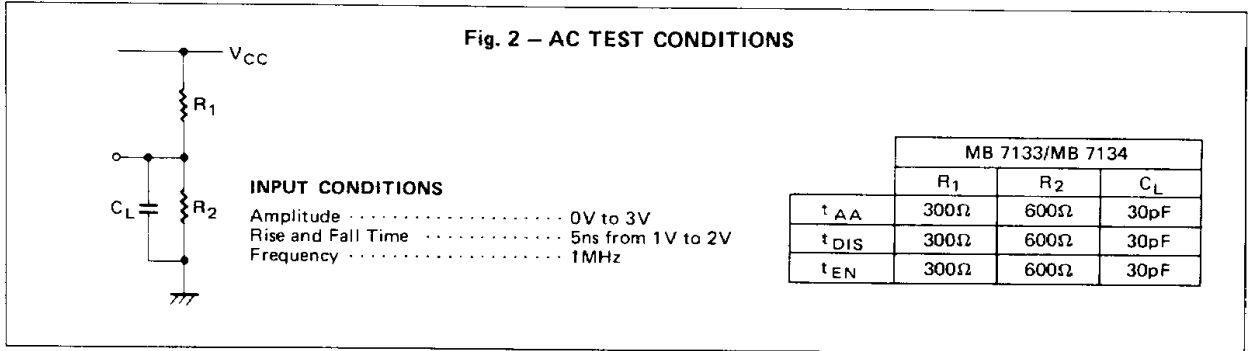 Fig. 2 – AC TEST CONDITIONS
VCC
R1
CL
R2
INPUT CONDITIONS
Amplitude · · · · · · · · · · · · · · · · · · · · 0V to 3V
Rise and Fall Time · · · · · · · · · · · · · 5ns from 1V to 2V
Frequency · · · · · · · · · · · · · · · · · · · · 1MHz
MB 7133/MB 7134
R1 R2 CL
tAA 300Ω 600Ω 30pF
tDIS 300Ω 600Ω 30pF
tEN 300Ω 600Ω 30pF